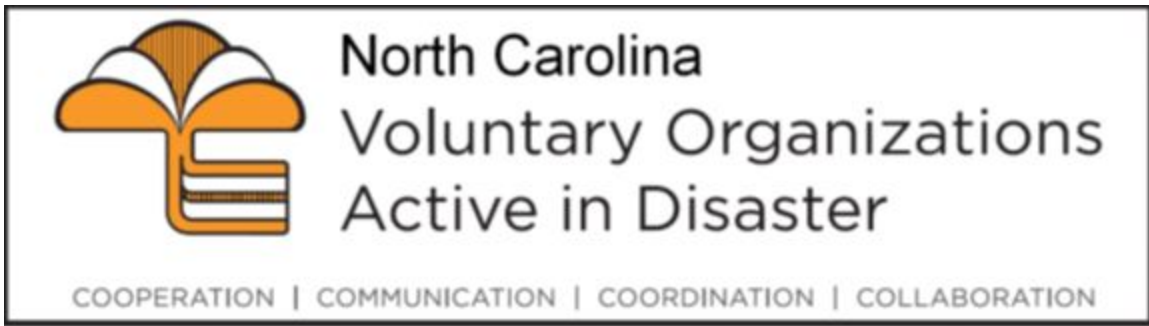 North Carolina
Voluntary Organizations
Active in Disaster
COOPERATION | COMMUNICATION | COORDINATION | COLLABORATION